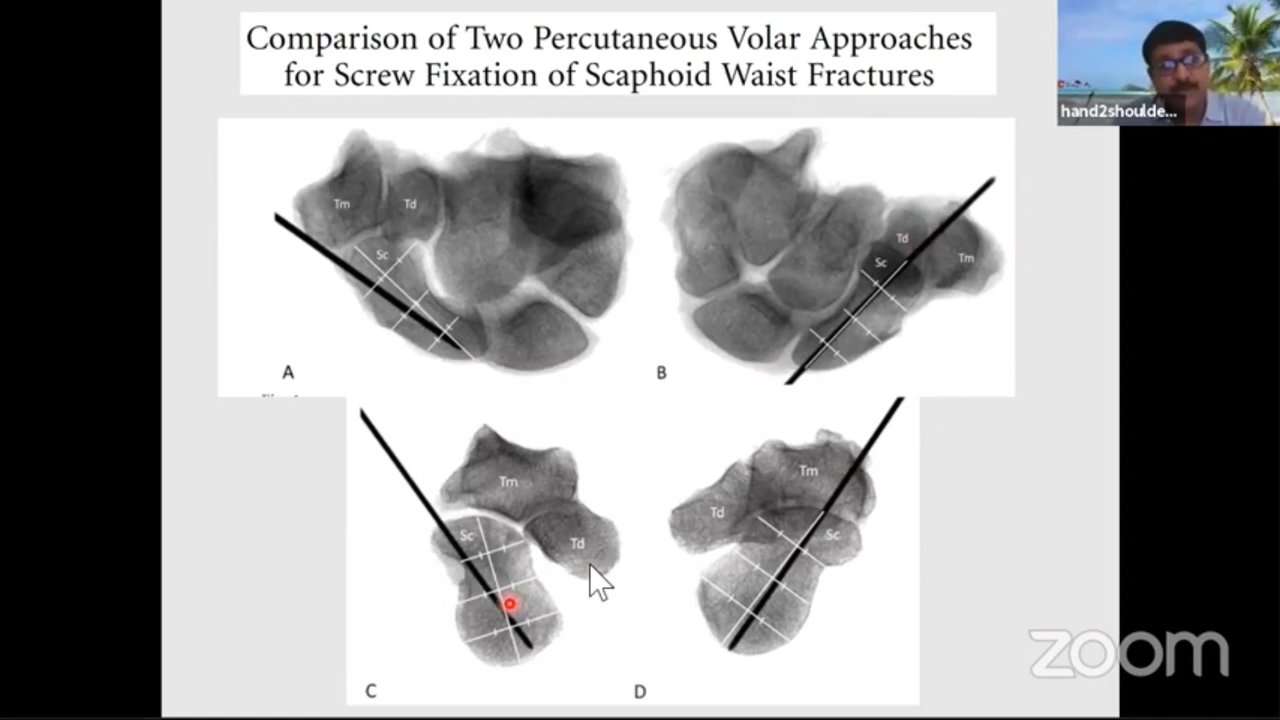 Comparison of Two Percutaneous Volar Approaches
for Screw Fixation of Scaphoid Waist Fractures
hand2shoulde...
Tm
Td
Sc
Td
Sc
Tm
A
B
Tm
Sc
Td
Tm
Td
Sc
C
D
zoom